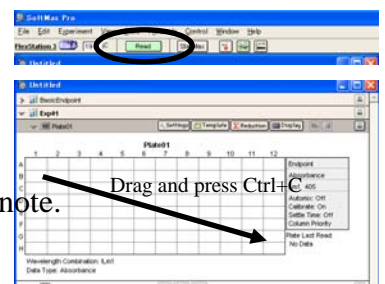 SoftMax Pro
File Edit Experiment Control Window Help
FlexStation 3 Read
Untitled
Untitled
BasicEndpoint
Expt1
Plate01 Settings Template Reduction Display
Plate01
1 2 3 4 5 6 7 8 9 10 11 12
A Endpoint
B Absorbance
Drag and press Ctrl+C
405
Automix: Off
note.
Calibrate: On
Settle Time: Off
F Column Priority
G Plate Last Read:
H No Data
Wavelength Combination: !Lm1
Data Type: Absorbance